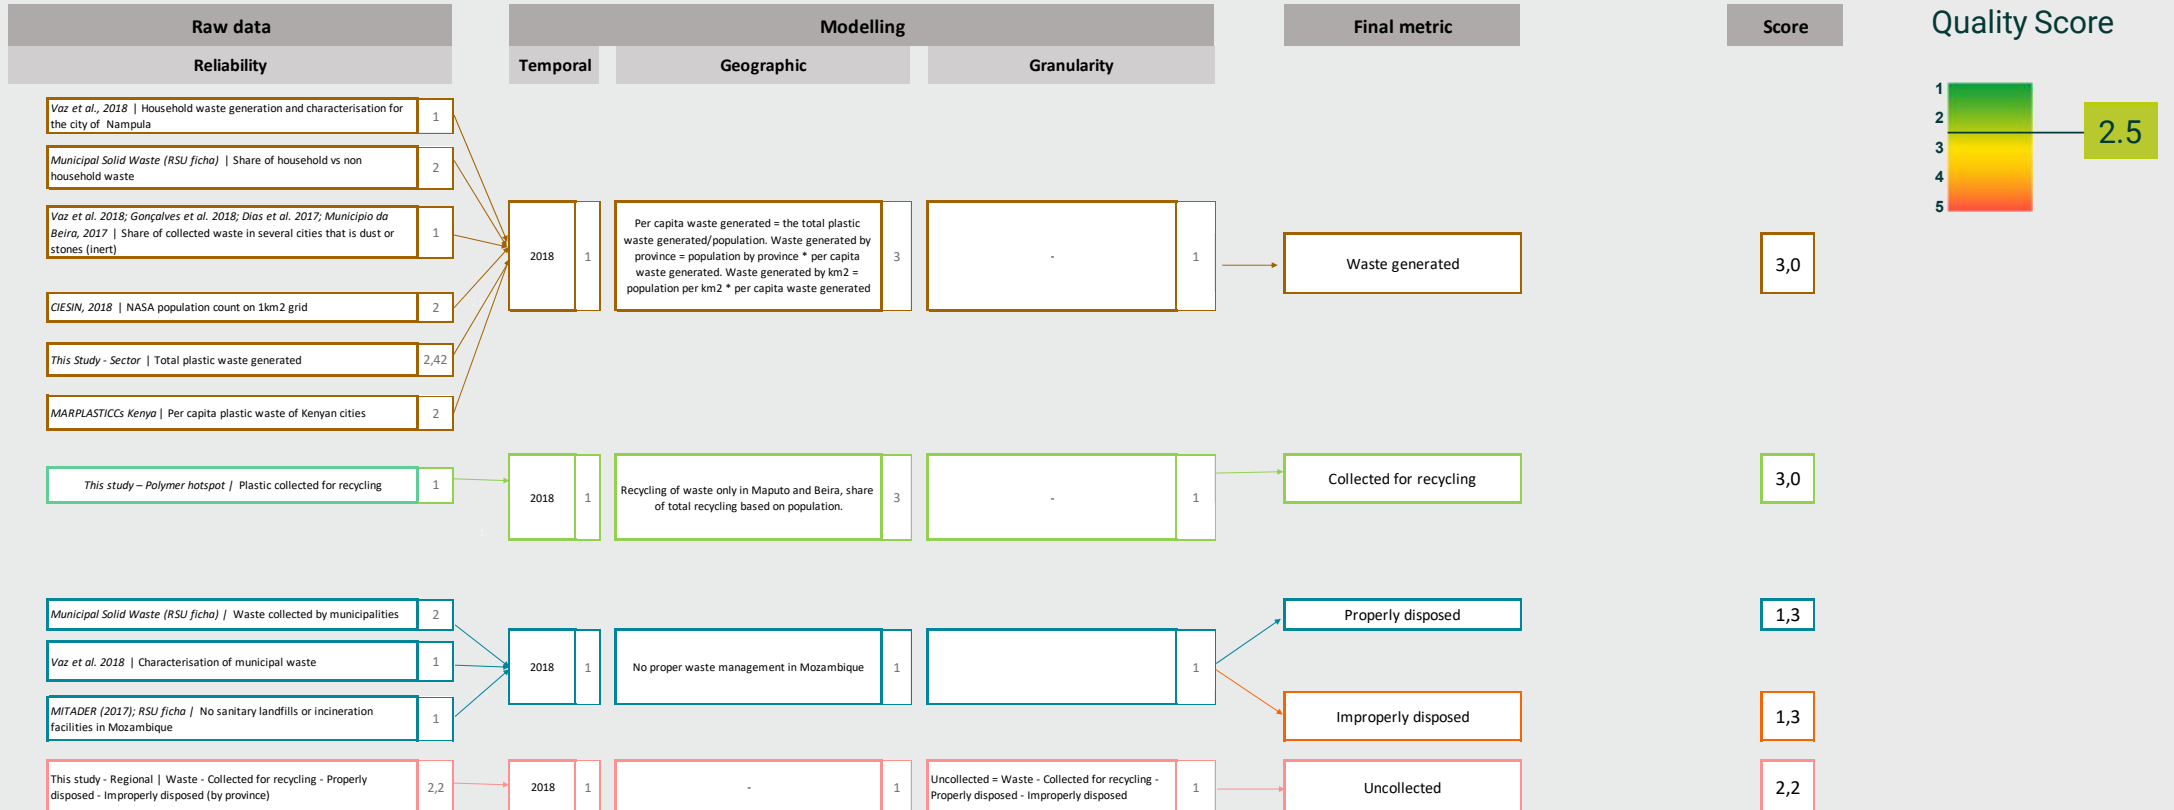 Raw data
Modelling
Final metric
Score
Quality Score
Reliability
Temporal
Geographic
Granularity
1
2
3
4
5
2.5
Vaz et al., 2018 | Household waste generation and characterisation for
the city of Nampula
1
Municipal Solid Waste (RSU ficha) | Share of household vs non
household waste
2
Vaz et al. 2018; Gonçalves et al. 2018; Dias et al. 2017; Municipio da
Beira, 2017 | Share of collected waste in several cities that is dust or
stones (inert)
1
CIESIN, 2018 | NASA population count on 1km2 grid
2
This Study - Sector | Total plastic waste generated
2,42
MARPLASTICCs Kenya | Per capita plastic waste of Kenyan cities
2
2018
1
Per capita waste generated = the total plastic
waste generated/population. Waste generated by
province = population by province * per capita
waste generated. Waste generated by km2 =
population per km2 * per capita waste generated
3
-
1
Waste generated
3,0
This study – Polymer hotspot | Plastic collected for recycling
1
2018
1
Recycling of waste only in Maputo and Beira, share
of total recycling based on population.
3
-
1
Collected for recycling
3,0
Municipal Solid Waste (RSU ficha) | Waste collected by municipalities
2
Vaz et al. 2018 | Characterisation of municipal waste
1
MITADER (2017); RSU ficha | No sanitary landfills or incineration
facilities in Mozambique
1
2018
1
No proper waste management in Mozambique
1
1
Properly disposed
1,3
Improperly disposed
1,3
This study - Regional | Waste - Collected for recycling - Properly
disposed - Improperly disposed (by province)
2,2
2018
1
-
1
Uncollected = Waste - Collected for recycling -
Properly disposed - Improperly disposed
1
Uncollected
2,2